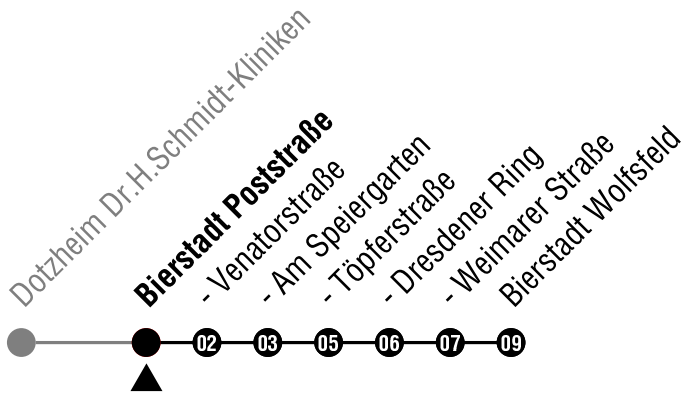 Dotzheim Dr.H.Schmidt-Kliniken
Bierstadt Poststraße
- Venatorstraße
- Am Speiergarten
- Töpferstraße
- Dresdener Ring
- Weimarer Straße
Bierstadt Wolfsfeld
02 03 05 06 07 09